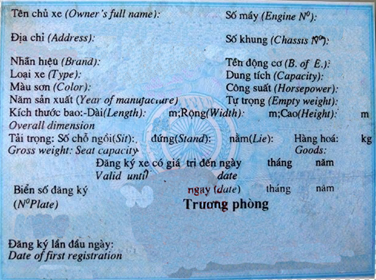 Tên chủ xe (Owner's full name): Số máy (Engine Nº):
Địa chỉ (Address): Số khung (Chassis Nº):
Nhãn hiệu (Brand): Tên động cơ (B. of E.):
Loại xe (Type): Dung tích (Capacity):
Màu sơn (Color): Công suất (Horsepower):
Năm sản xuất (Year of manufacture) Tự trọng (Empty weight):
Kích thước bao:-Dài(Length): m;Rộng(Width): m;Cao(Height): m
Overall dimension
Tải trọng: Số chỗ ngồi(Sit): đứng(Stand): nằm(Lie): Hàng hoá: kg
Gross weight: Seat capacity Goods:
Đăng ký xe có giá trị đến ngày tháng năm
Valid until date
Biển số đăng ký ngày (date) tháng năm
(NºPlate) Trương phòng
Đăng ký lần đầu ngày:
Date of first registration